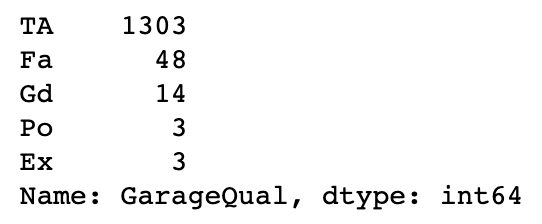 TA 1303
Fa 48
Gd 14
Po 3
Ex 3
Name: GarageQual, dtype: int64